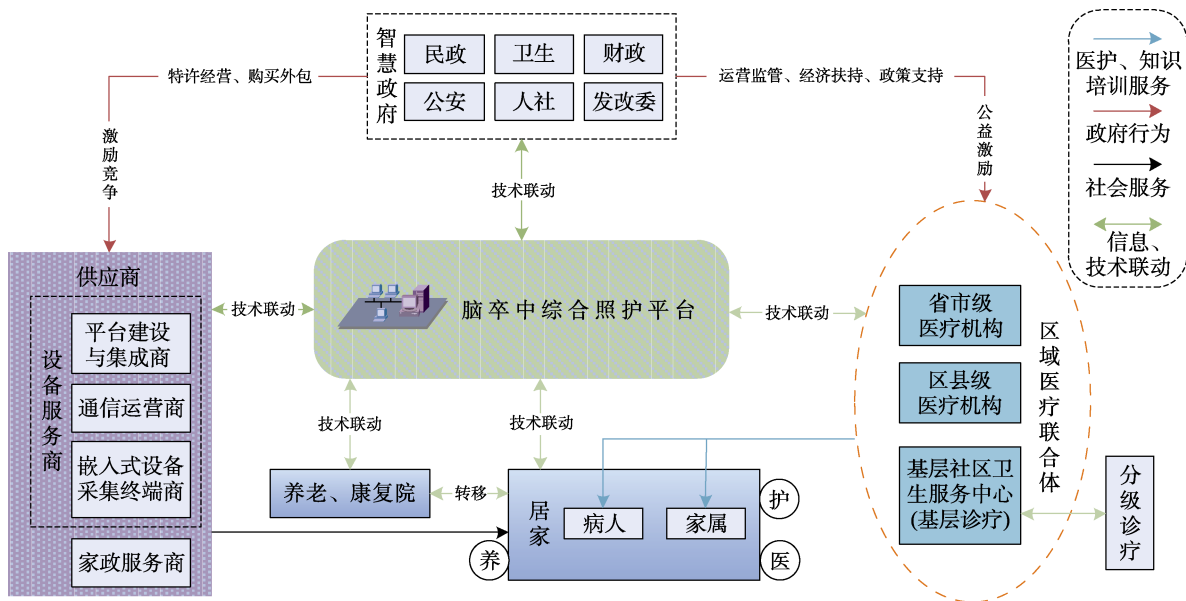 智慧政府
民政
卫生
财政
公安
人社
发改委
特许经营、购买外包
运营监管、经济扶持、政策支持
激励竞争
公益激励
技术联动
医护、知识
培训服务
政府行为
社会服务
信息、
技术联动
供应商
设备服务商
平台建设
与集成商
通信运营商
嵌入式设备
采集终端商
家政服务商
技术联动
脑卒中综合照护平台
技术联动
省市级
医疗机构
区县级
医疗机构
基层社区卫
生服务中心
(基层诊疗)
区域医疗联合体
分级诊疗
技术联动
技术联动
养老、康复院
转移
居家
病人
家属
护
养
医